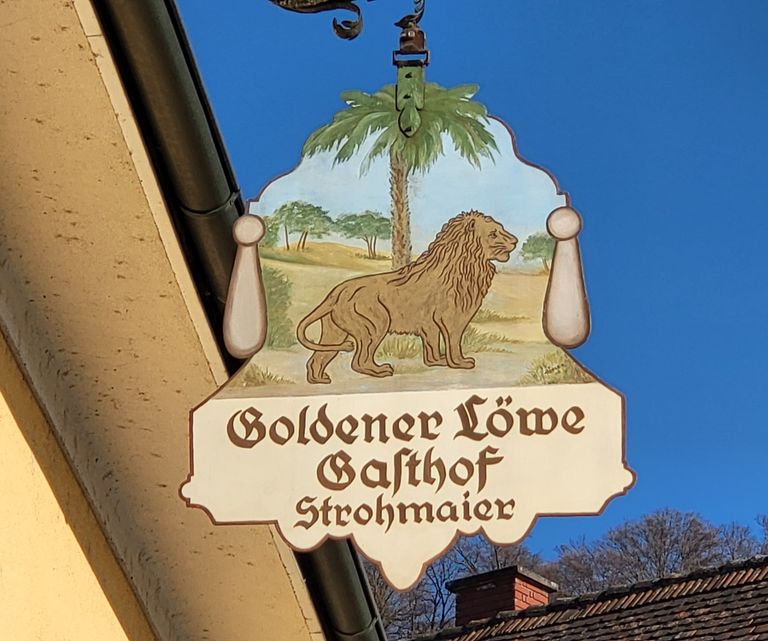 Goldener Löwe
Gaſthof
Strohmaier